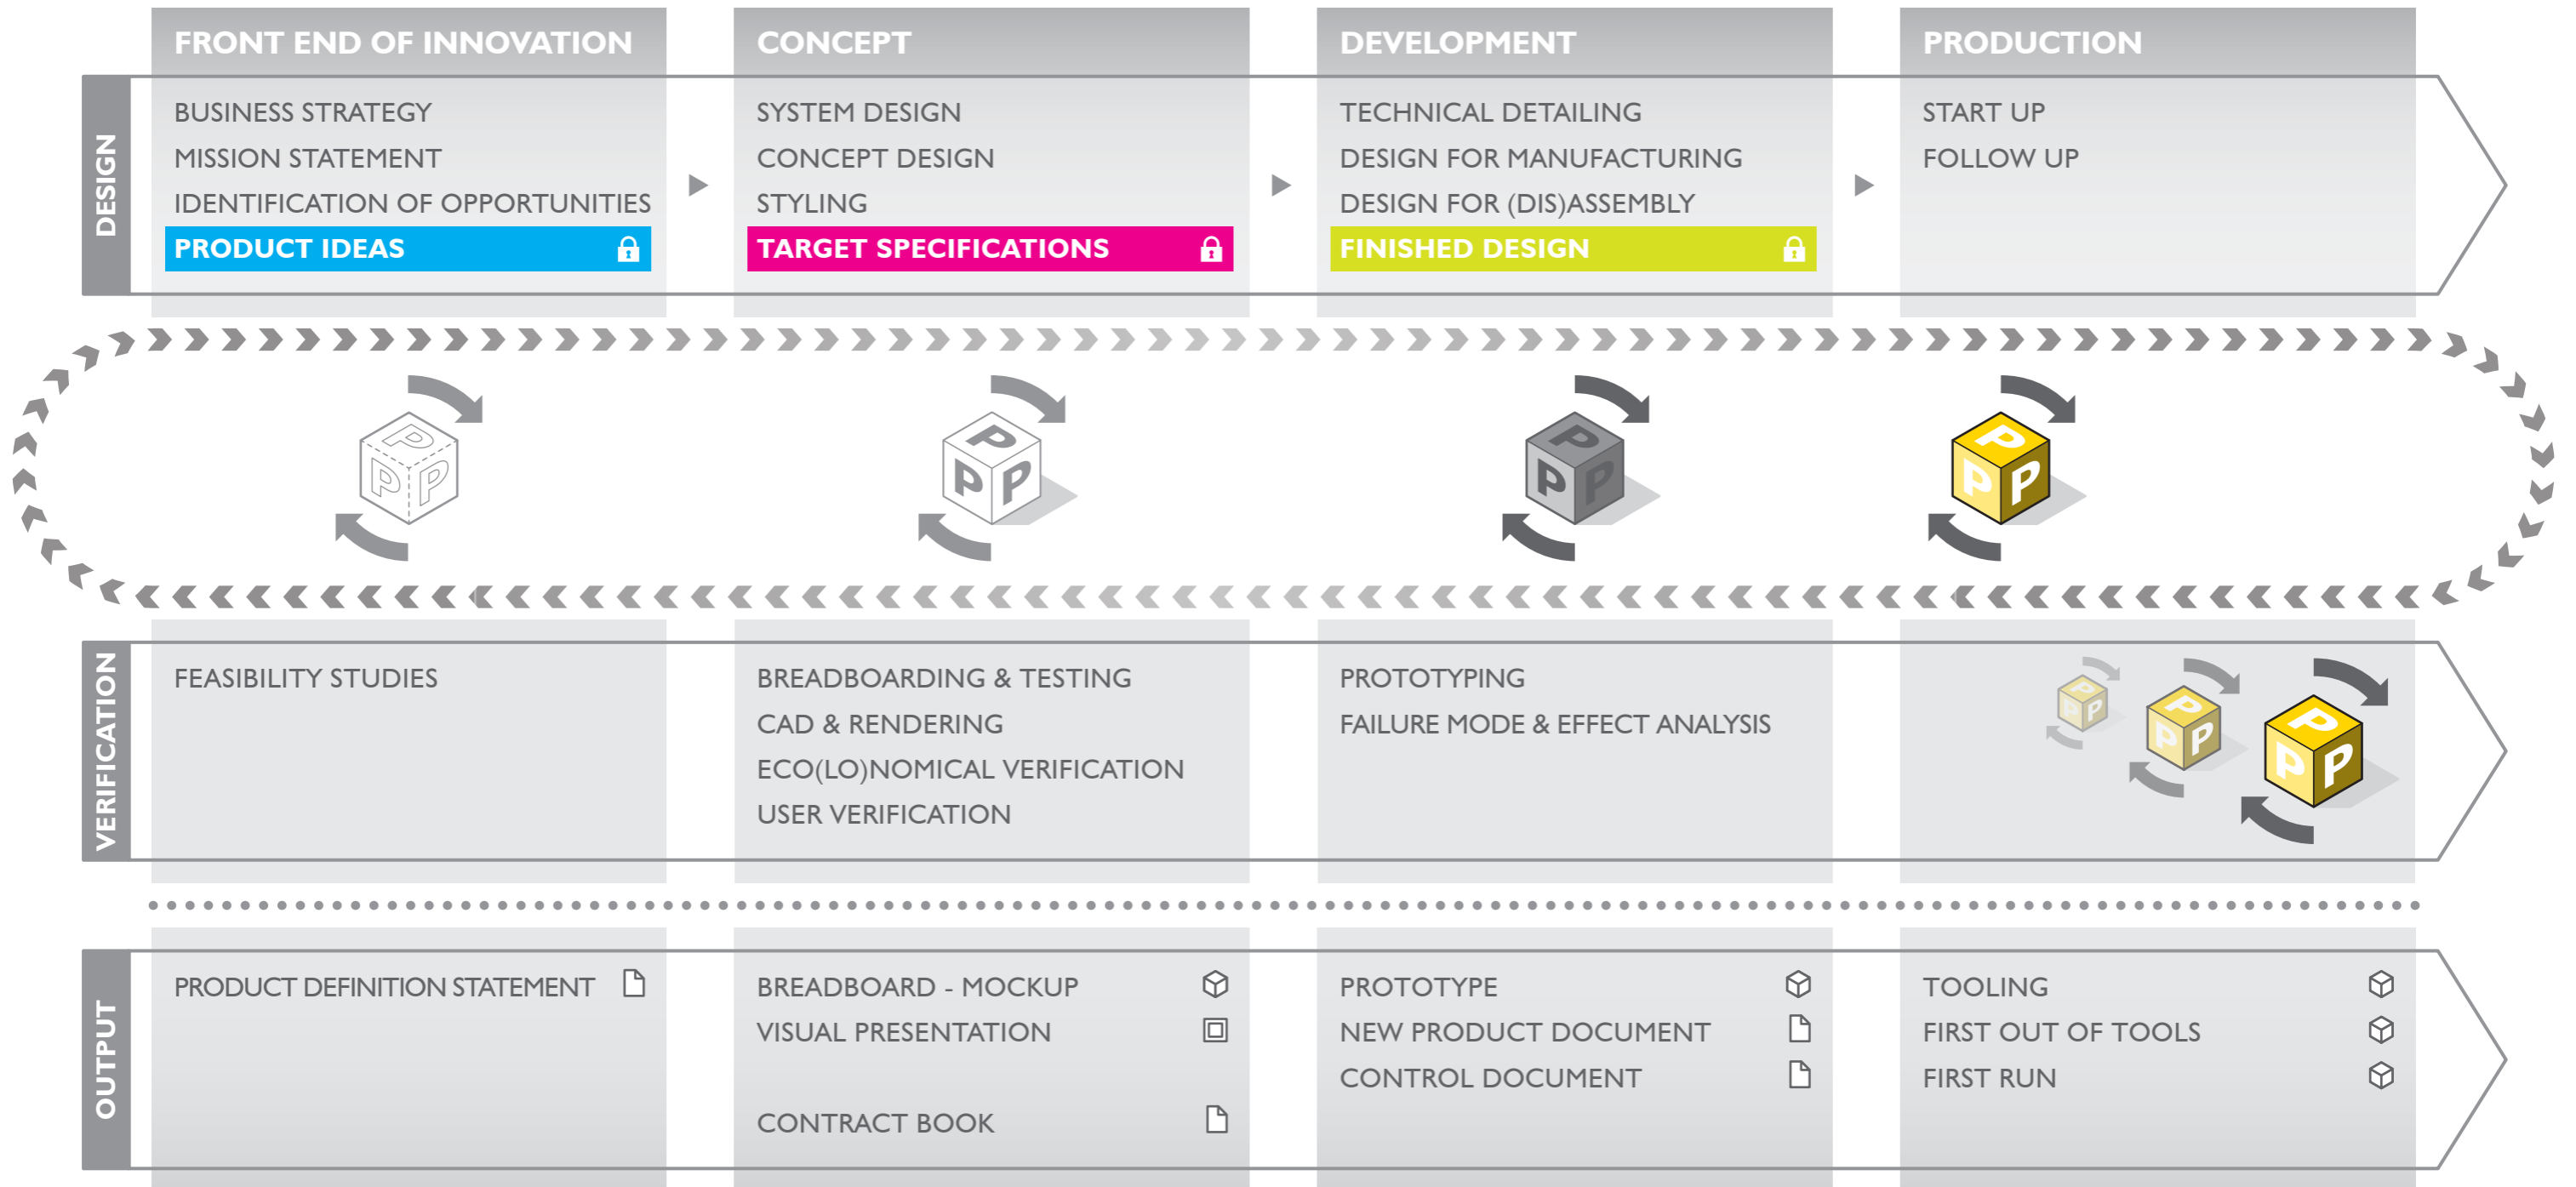 FRONT END OF INNOVATION
CONCEPT
DEVELOPMENT
PRODUCTION
DESIGN
BUSINESS STRATEGY
MISSION STATEMENT
IDENTIFICATION OF OPPORTUNITIES
PRODUCT IDEAS
SYSTEM DESIGN
CONCEPT DESIGN
STYLING
TARGET SPECIFICATIONS
TECHNICAL DETAILING
DESIGN FOR MANUFACTURING
DESIGN FOR (DIS)ASSEMBLY
FINISHED DESIGN
START UP
FOLLOW UP
P
P P
P
P P
P
P P
P
P P
VERIFICATION
FEASIBILITY STUDIES
BREADBOARDING & TESTING
CAD & RENDERING
ECO(LO)NOMICAL VERIFICATION
USER VERIFICATION
PROTOTYPING
FAILURE MODE & EFFECT ANALYSIS
P
P P
P
P P
P
P P
OUTPUT
PRODUCT DEFINITION STATEMENT
BREADBOARD - MOCKUP
VISUAL PRESENTATION
CONTRACT BOOK
PROTOTYPE
NEW PRODUCT DOCUMENT
CONTROL DOCUMENT
TOOLING
FIRST OUT OF TOOLS
FIRST RUN